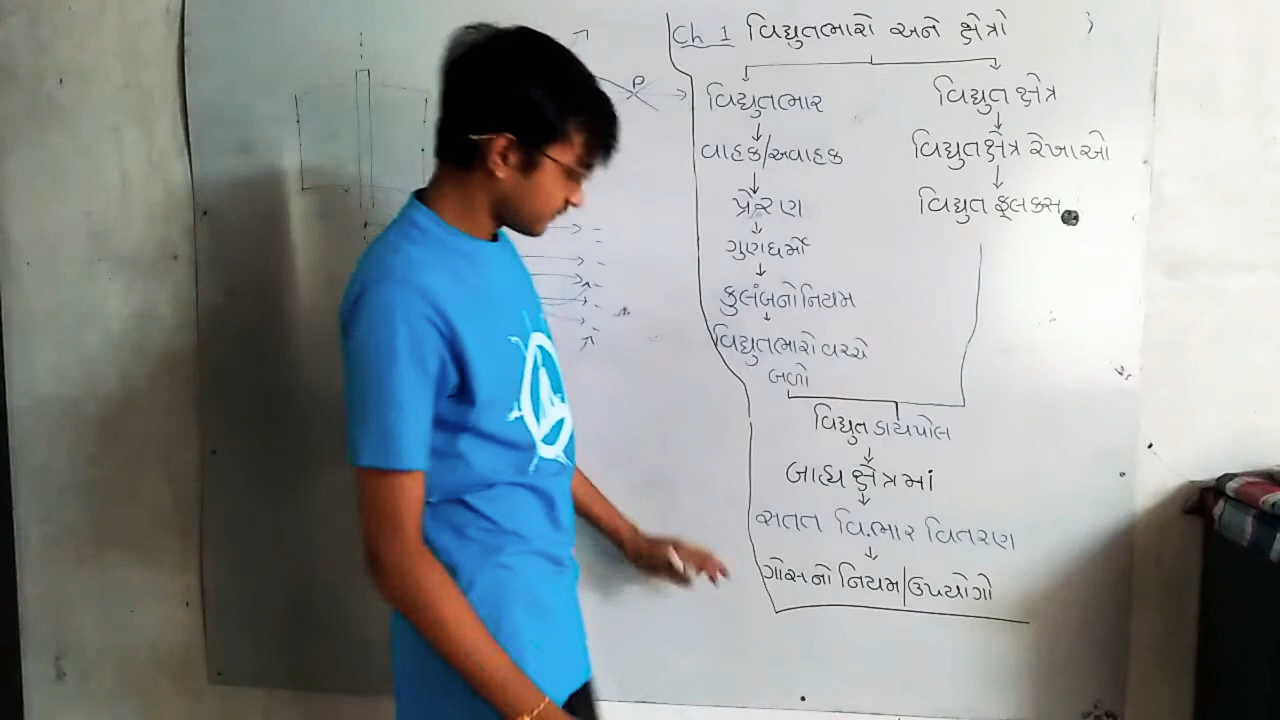 Ch 1 વિદ્યુતભારો અને ક્ષેત્રો
વિદ્યુતભાર
વાહક/અવાહક
પ્રેરણ
ગુણધર્મો
કુલંબનો નિયમ
વિદ્યુતભારો વચ્ચે
બળો
વિદ્યુત ક્ષેત્ર
વિદ્યુતક્ષેત્ર રેખાઓ
વિદ્યુત ફ્લક્સ
વિદ્યુત ડાયપોલ
બાહ્ય ક્ષેત્રમાં
સતત વિ.ભાર વિતરણ
ગૉસનો નિયમ/ઉપયોગો
P